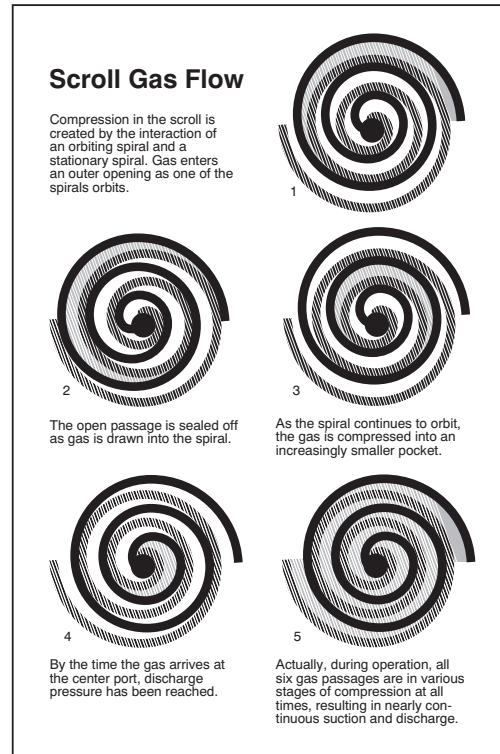 Scroll Gas Flow
Compression in the scroll is
created by the interaction of
an orbiting spiral and a
stationary spiral. Gas enters
an outer opening as one of the
spirals orbits.
1
2
The open passage is sealed off
as gas is drawn into the spiral.
3
As the spiral continues to orbit,
the gas is compressed into an
increasingly smaller pocket.
4
By the time the gas arrives at
the center port, discharge
pressure has been reached.
5
Actually, during operation, all
six gas passages are in various
stages of compression at all
times, resulting in nearly con-
tinuous suction and discharge.